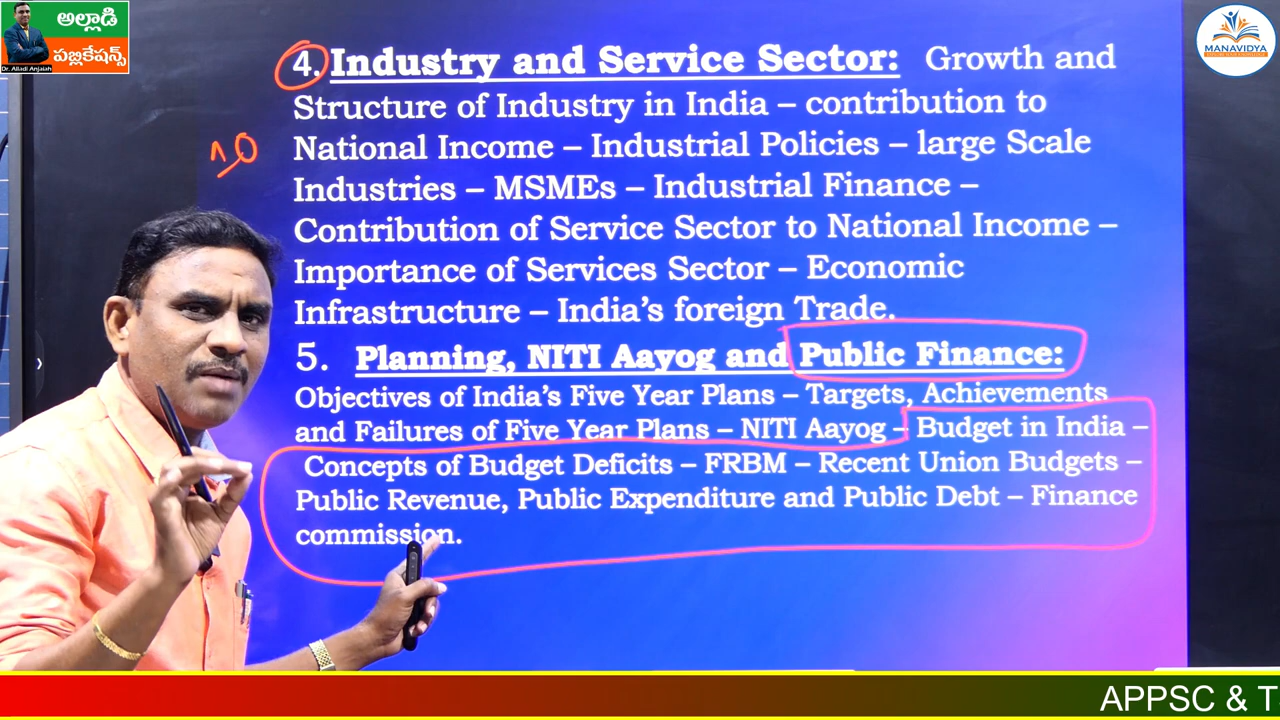 అల్లాడి
పబ్లికేషన్స్
Dr. Alladi Anjaiah
MANAVIDYA
4. Industry and Service Sector: Growth and
Structure of Industry in India – contribution to
National Income – Industrial Policies – large Scale
Industries – MSMEs – Industrial Finance –
Contribution of Service Sector to National Income –
Importance of Services Sector – Economic
Infrastructure – India's foreign Trade.
5. Planning, NITI Aayog and Public Finance:
Objectives of India's Five Year Plans – Targets, Achievements
and Failures of Five Year Plans – NITI Aayog – Budget in India –
Concepts of Budget Deficits – FRBM – Recent Union Budgets –
Public Revenue, Public Expenditure and Public Debt – Finance
commission.
APPSC & T